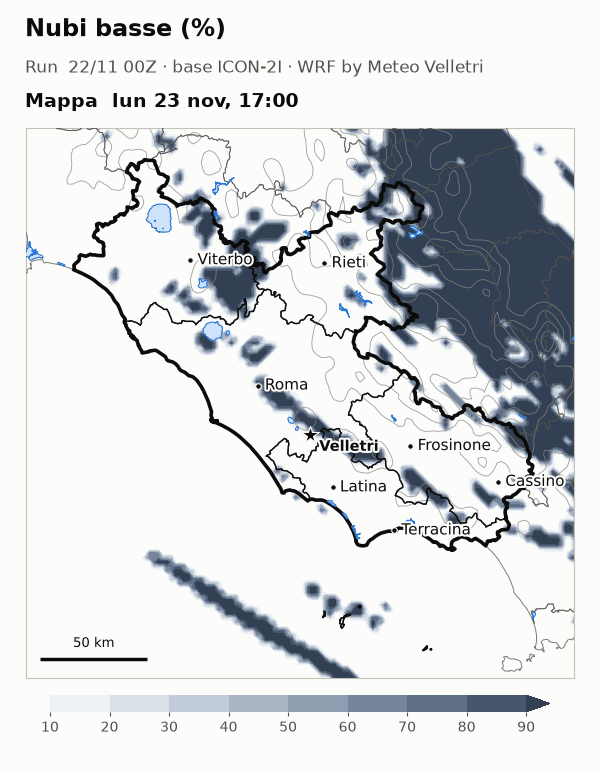 Nubi basse (%)
Run  22/11 00Z · base ICON-2I · WRF by Meteo Velletri
Mappa  lun 23 nov, 17:00
Viterbo
Rieti
Roma
Velletri
Frosinone
Cassino
Latina
Terracina
50 km
10 20 30 40 50 60 70 80 90